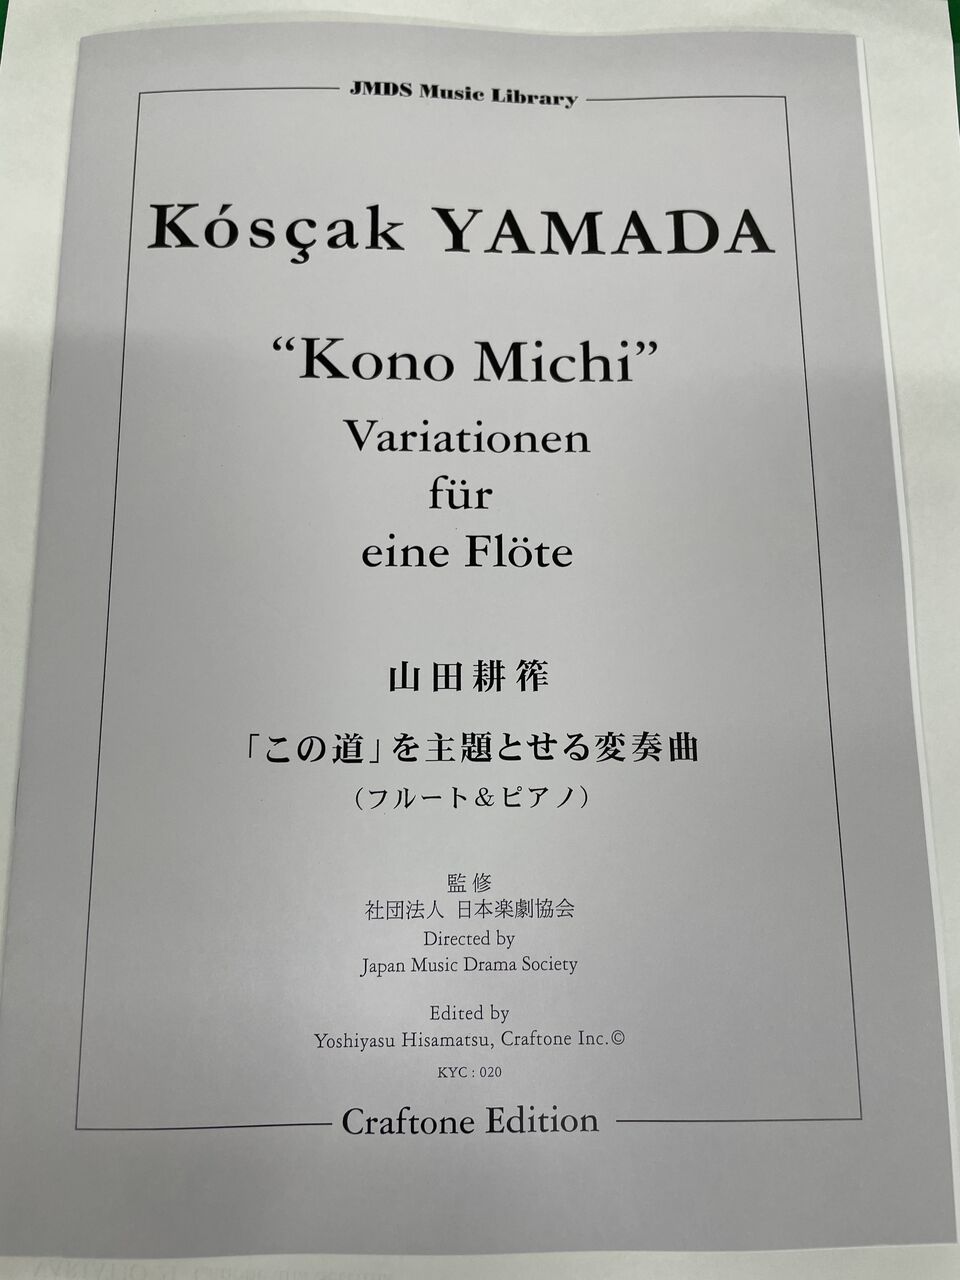 JMDS Music Library
Kósçak YAMADA
“Kono Michi”
Variationen
für
eine Flöte
山田耕筰
「この道」を主題とせる変奏曲
（フルート＆ピアノ）
監修
社団法人 日本楽劇協会
Directed by
Japan Music Drama Society
Edited by
Yoshiyasu Hisamatsu, Craftone Inc.©
KYC : 020
Craftone Edition